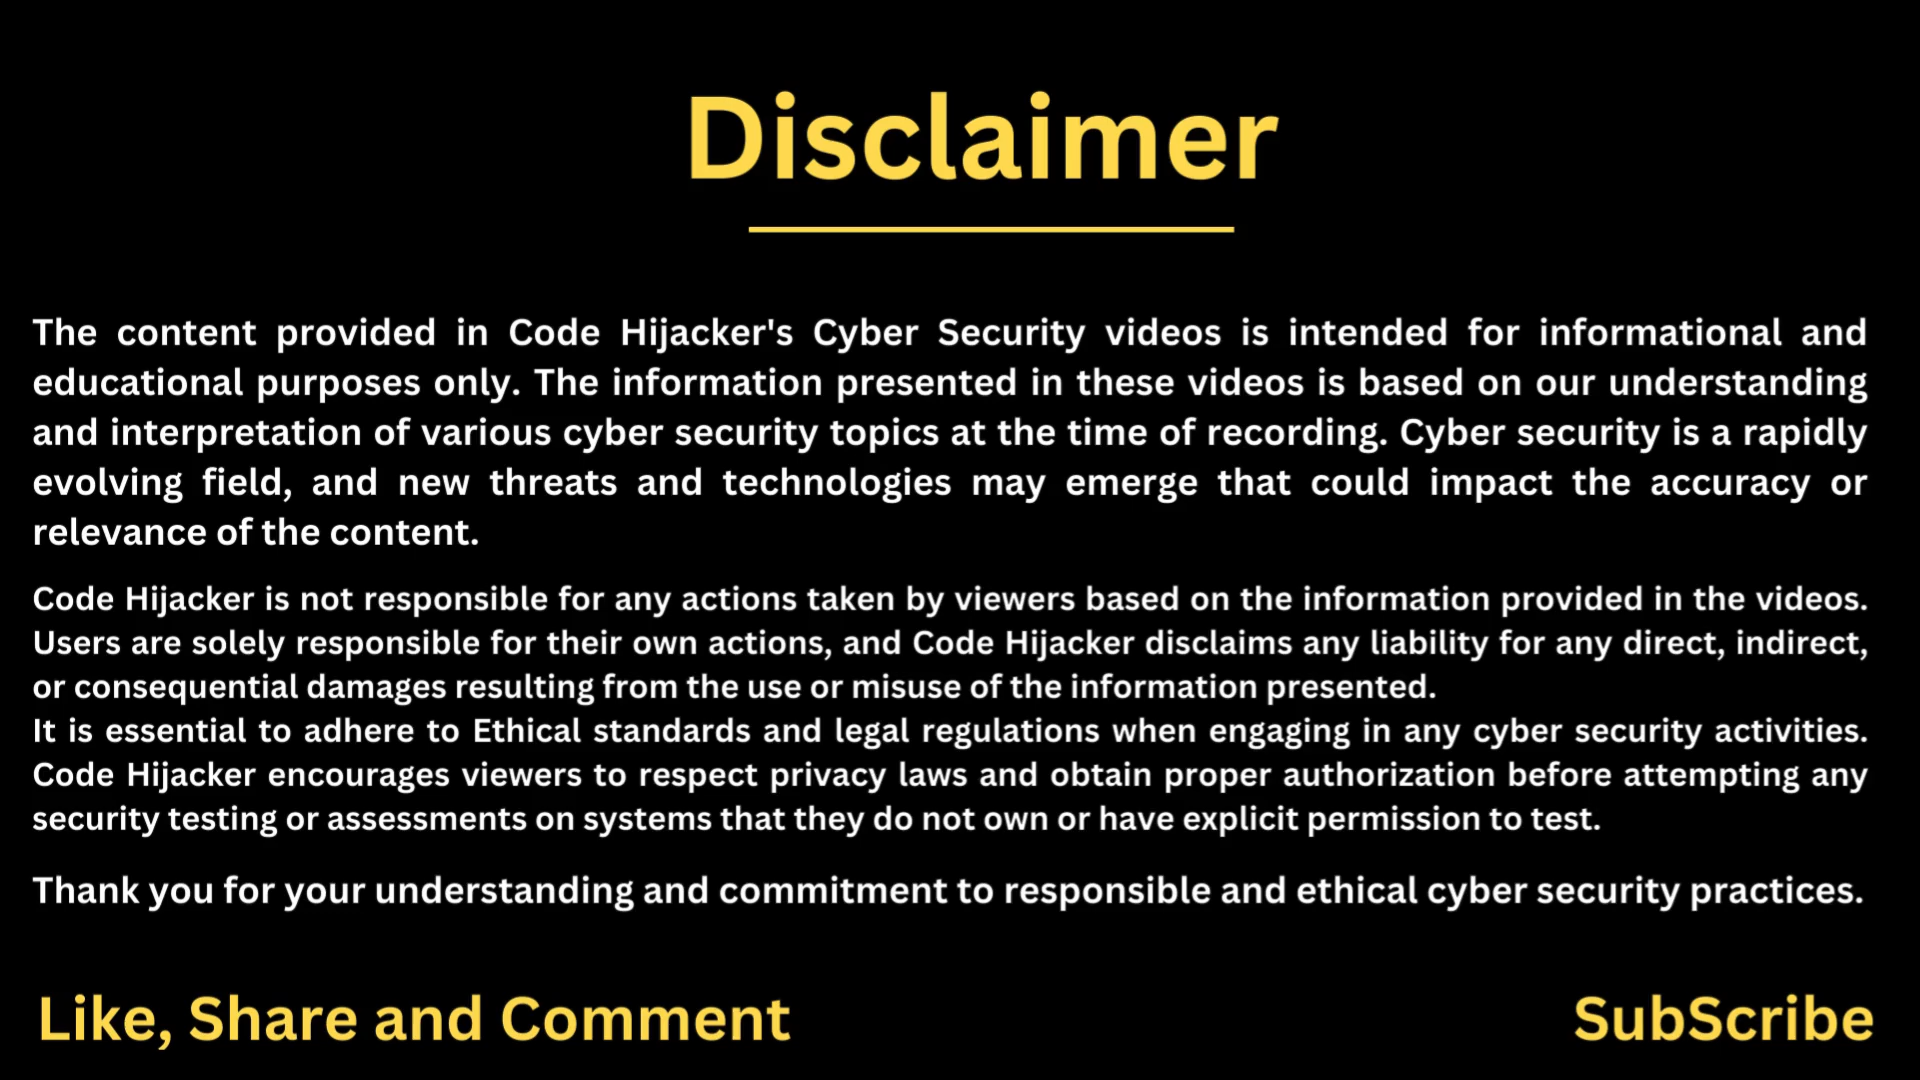 Disclaimer
The content provided in Code Hijacker's Cyber Security videos is intended for informational and
educational purposes only. The information presented in these videos is based on our understanding
and interpretation of various cyber security topics at the time of recording. Cyber security is a rapidly
evolving field, and new threats and technologies may emerge that could impact the accuracy or
relevance of the content.
Code Hijacker is not responsible for any actions taken by viewers based on the information provided in the videos.
Users are solely responsible for their own actions, and Code Hijacker disclaims any liability for any direct, indirect,
or consequential damages resulting from the use or misuse of the information presented.
It is essential to adhere to Ethical standards and legal regulations when engaging in any cyber security activities.
Code Hijacker encourages viewers to respect privacy laws and obtain proper authorization before attempting any
security testing or assessments on systems that they do not own or have explicit permission to test.
Thank you for your understanding and commitment to responsible and ethical cyber security practices.
Like, Share and Comment
SubScribe